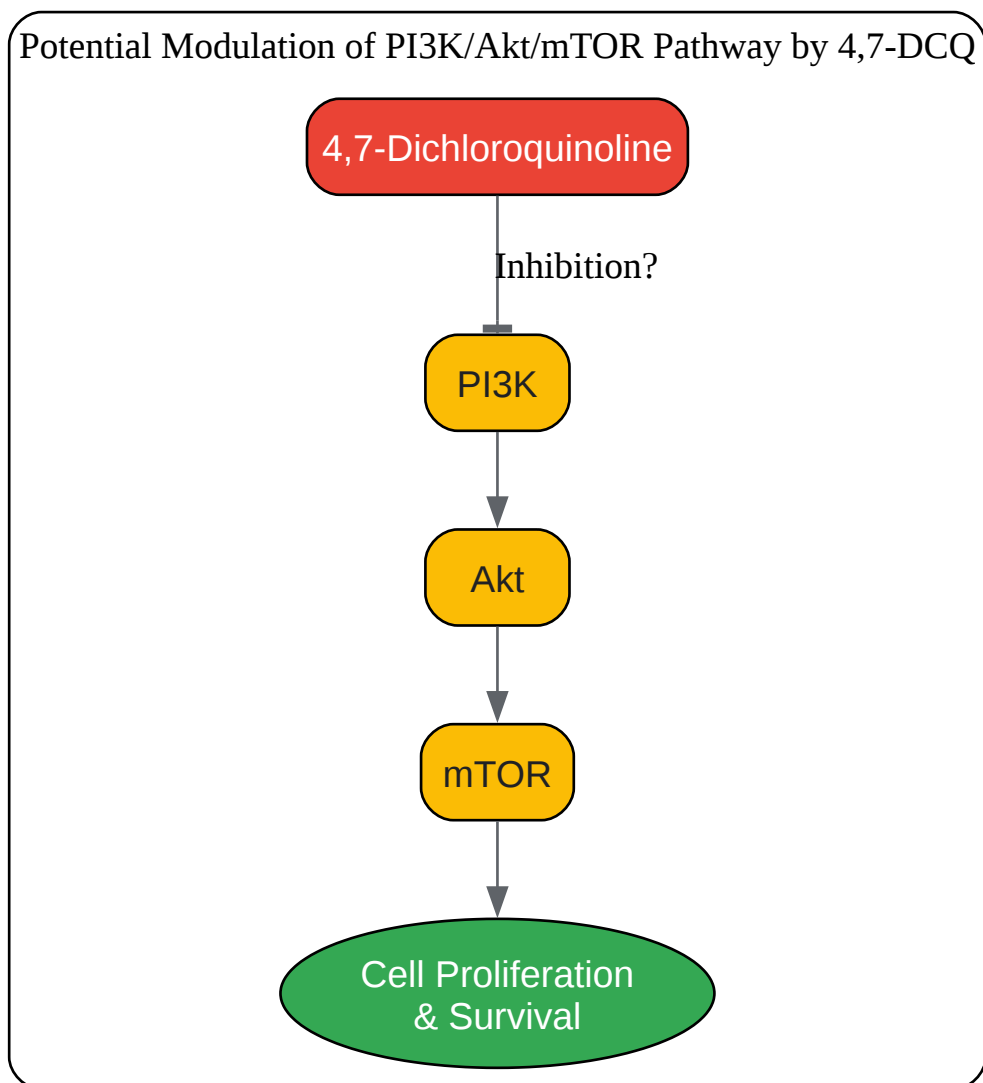 Potential Modulation of PI3K/Akt/mTOR Pathway by 4,7-DCQ
4,7-Dichloroquinoline
Inhibition?
PI3K
Akt
mTOR
Cell Proliferation
& Survival